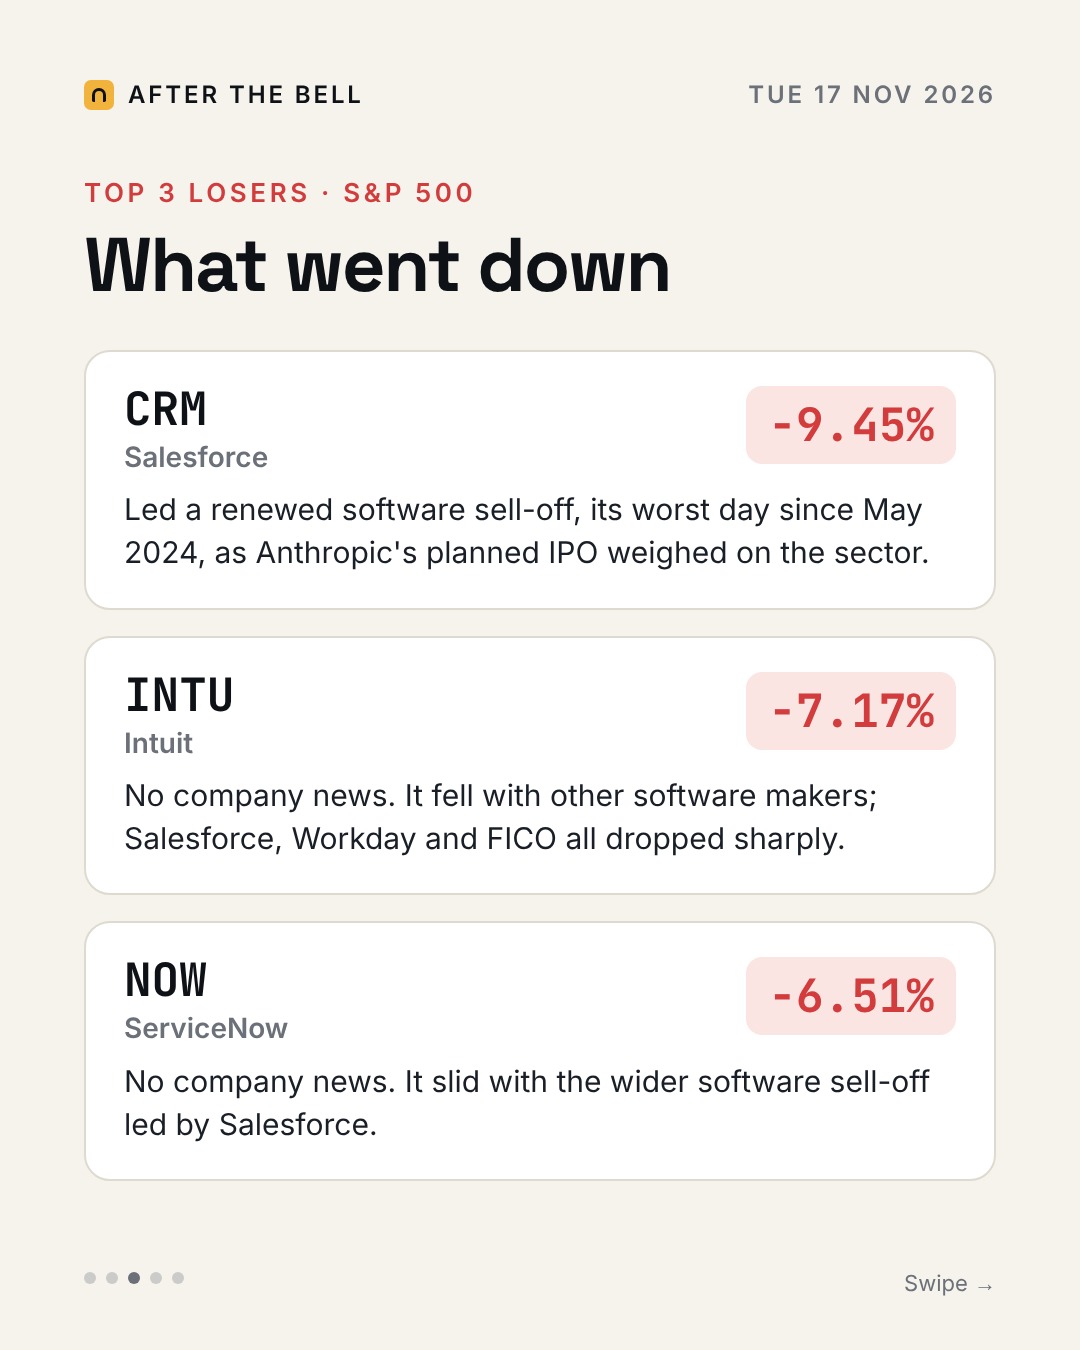 AFTER THE BELL
TUE 17 NOV 2026
TOP 3 LOSERS · S&P 500
What went down
CRM
-9.45%
Salesforce
Led a renewed software sell-off, its worst day since May
2024, as Anthropic's planned IPO weighed on the sector.
INTU
-7.17%
Intuit
No company news. It fell with other software makers;
Salesforce, Workday and FICO all dropped sharply.
NOW
-6.51%
ServiceNow
No company news. It slid with the wider software sell-off
led by Salesforce.
Swipe →